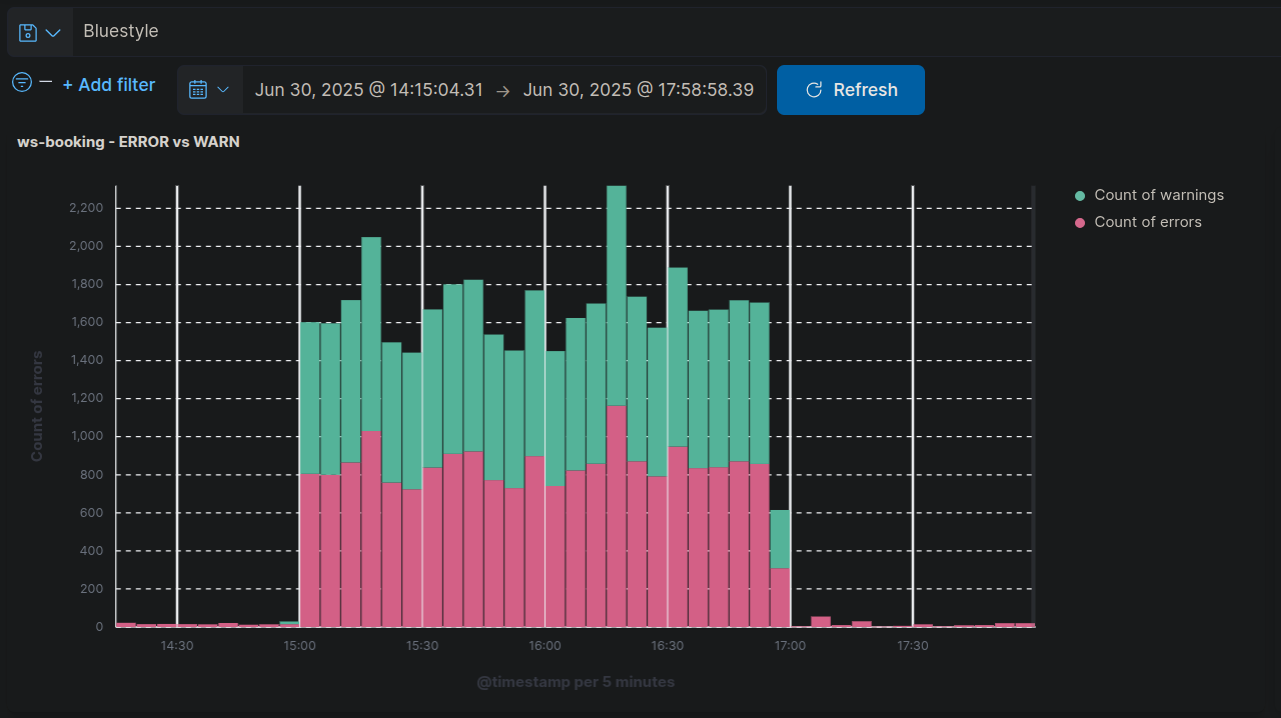 Bluestyle
+ Add filter
Jun 30, 2025 @ 14:15:04.31 → Jun 30, 2025 @ 17:58:58.39
Refresh
ws-booking - ERROR vs WARN
Count of warnings
Count of errors
2,200
2,000
1,800
1,600
1,400
1,200
1,000
800
600
400
200
0
Count of errors
14:30 15:00 15:30 16:00 16:30 17:00 17:30
@timestamp per 5 minutes